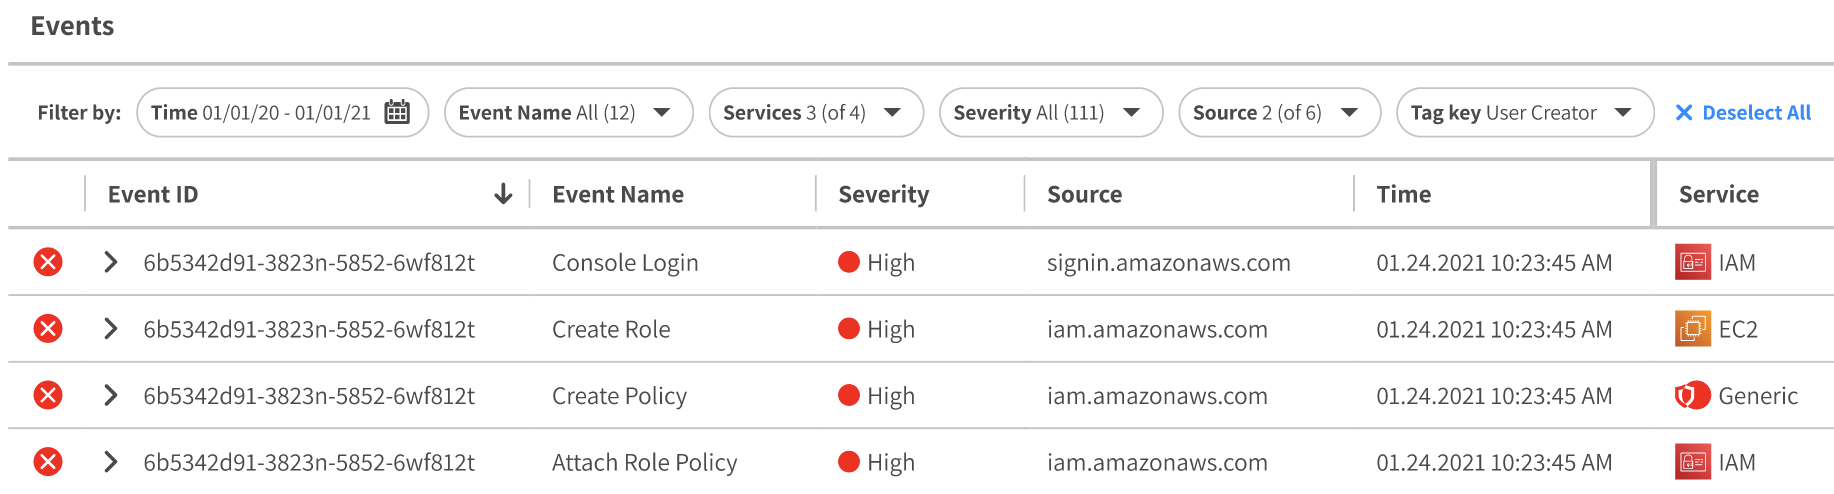 Events
Filter by: Time 01/01/20 - 01/01/21 Event Name All (12) Services 3 (of 4) Severity All (111) Source 2 (of 6) Tag key User Creator Deselect All
Event ID Event Name Severity Source Time Service
6b5342d91-3823n-5852-6wf812t Console Login High signin.amazonaws.com 01.24.2021 10:23:45 AM IAM
6b5342d91-3823n-5852-6wf812t Create Role High iam.amazonaws.com 01.24.2021 10:23:45 AM EC2
6b5342d91-3823n-5852-6wf812t Create Policy High iam.amazonaws.com 01.24.2021 10:23:45 AM Generic
6b5342d91-3823n-5852-6wf812t Attach Role Policy High iam.amazonaws.com 01.24.2021 10:23:45 AM IAM